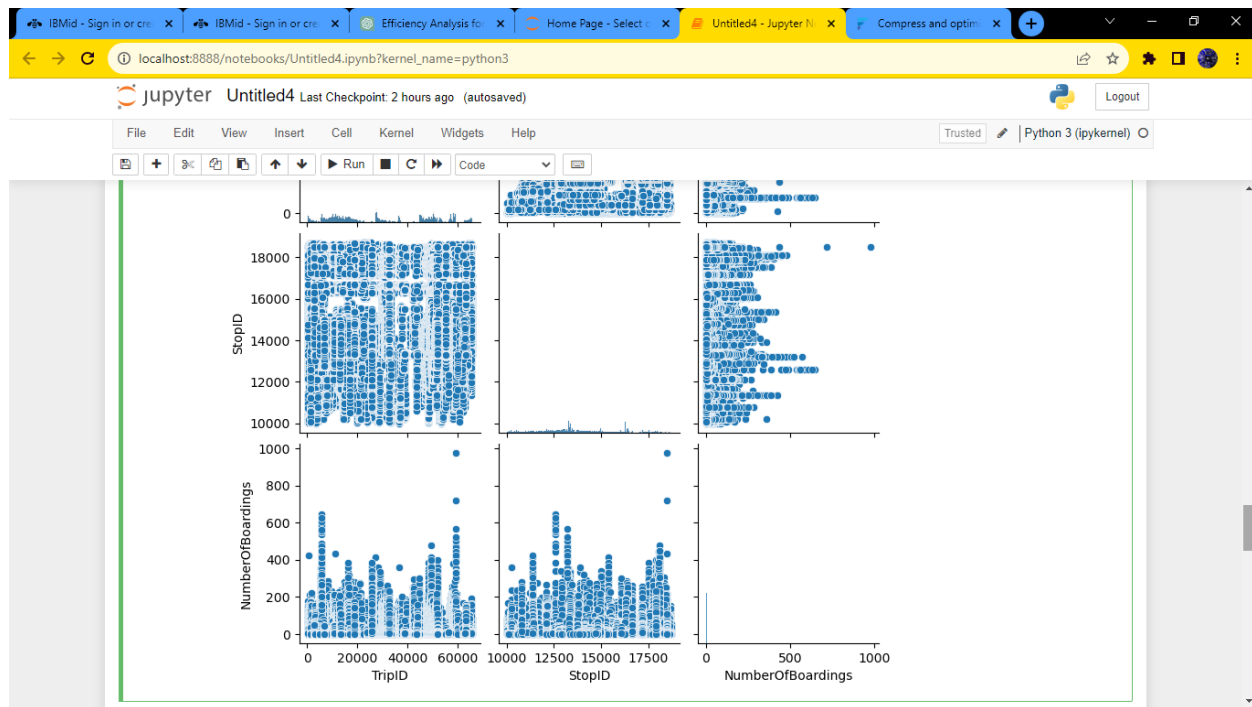 IBMid - Sign in or cre
IBMid - Sign in or cre
Efficiency Analysis for
Home Page - Select c
Untitled4 - Jupyter N
Compress and optim
localhost:8888/notebooks/Untitled4.ipynb?kernel_name=python3
jupyter Untitled4 Last Checkpoint: 2 hours ago (autosaved)
Logout
File Edit View Insert Cell Kernel Widgets Help
Trusted Python 3 (ipykernel)
Run Code
0
18000
16000
14000
12000
10000
StopID
1000
800
600
400
200
0
NumberOfBoardings
0 20000 40000 60000 10000 12500 15000 17500 0 500 1000
TripID StopID NumberOfBoardings